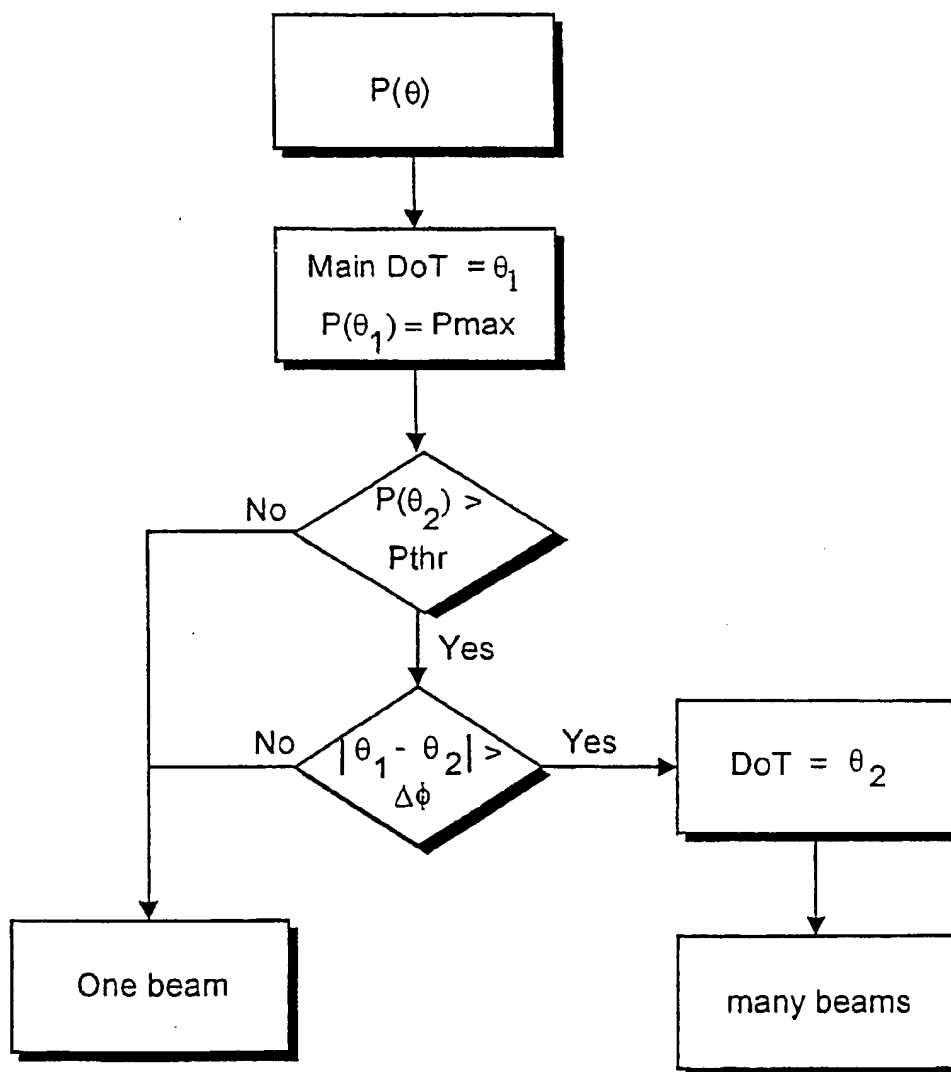 P(θ)
Main DoT = θ₁
P(θ₁) = Pmax
P(θ₂) >
Pthr
No
Yes
|θ₁ - θ₂| >
Δϕ
No
Yes
DoT = θ₂
One beam
many beams